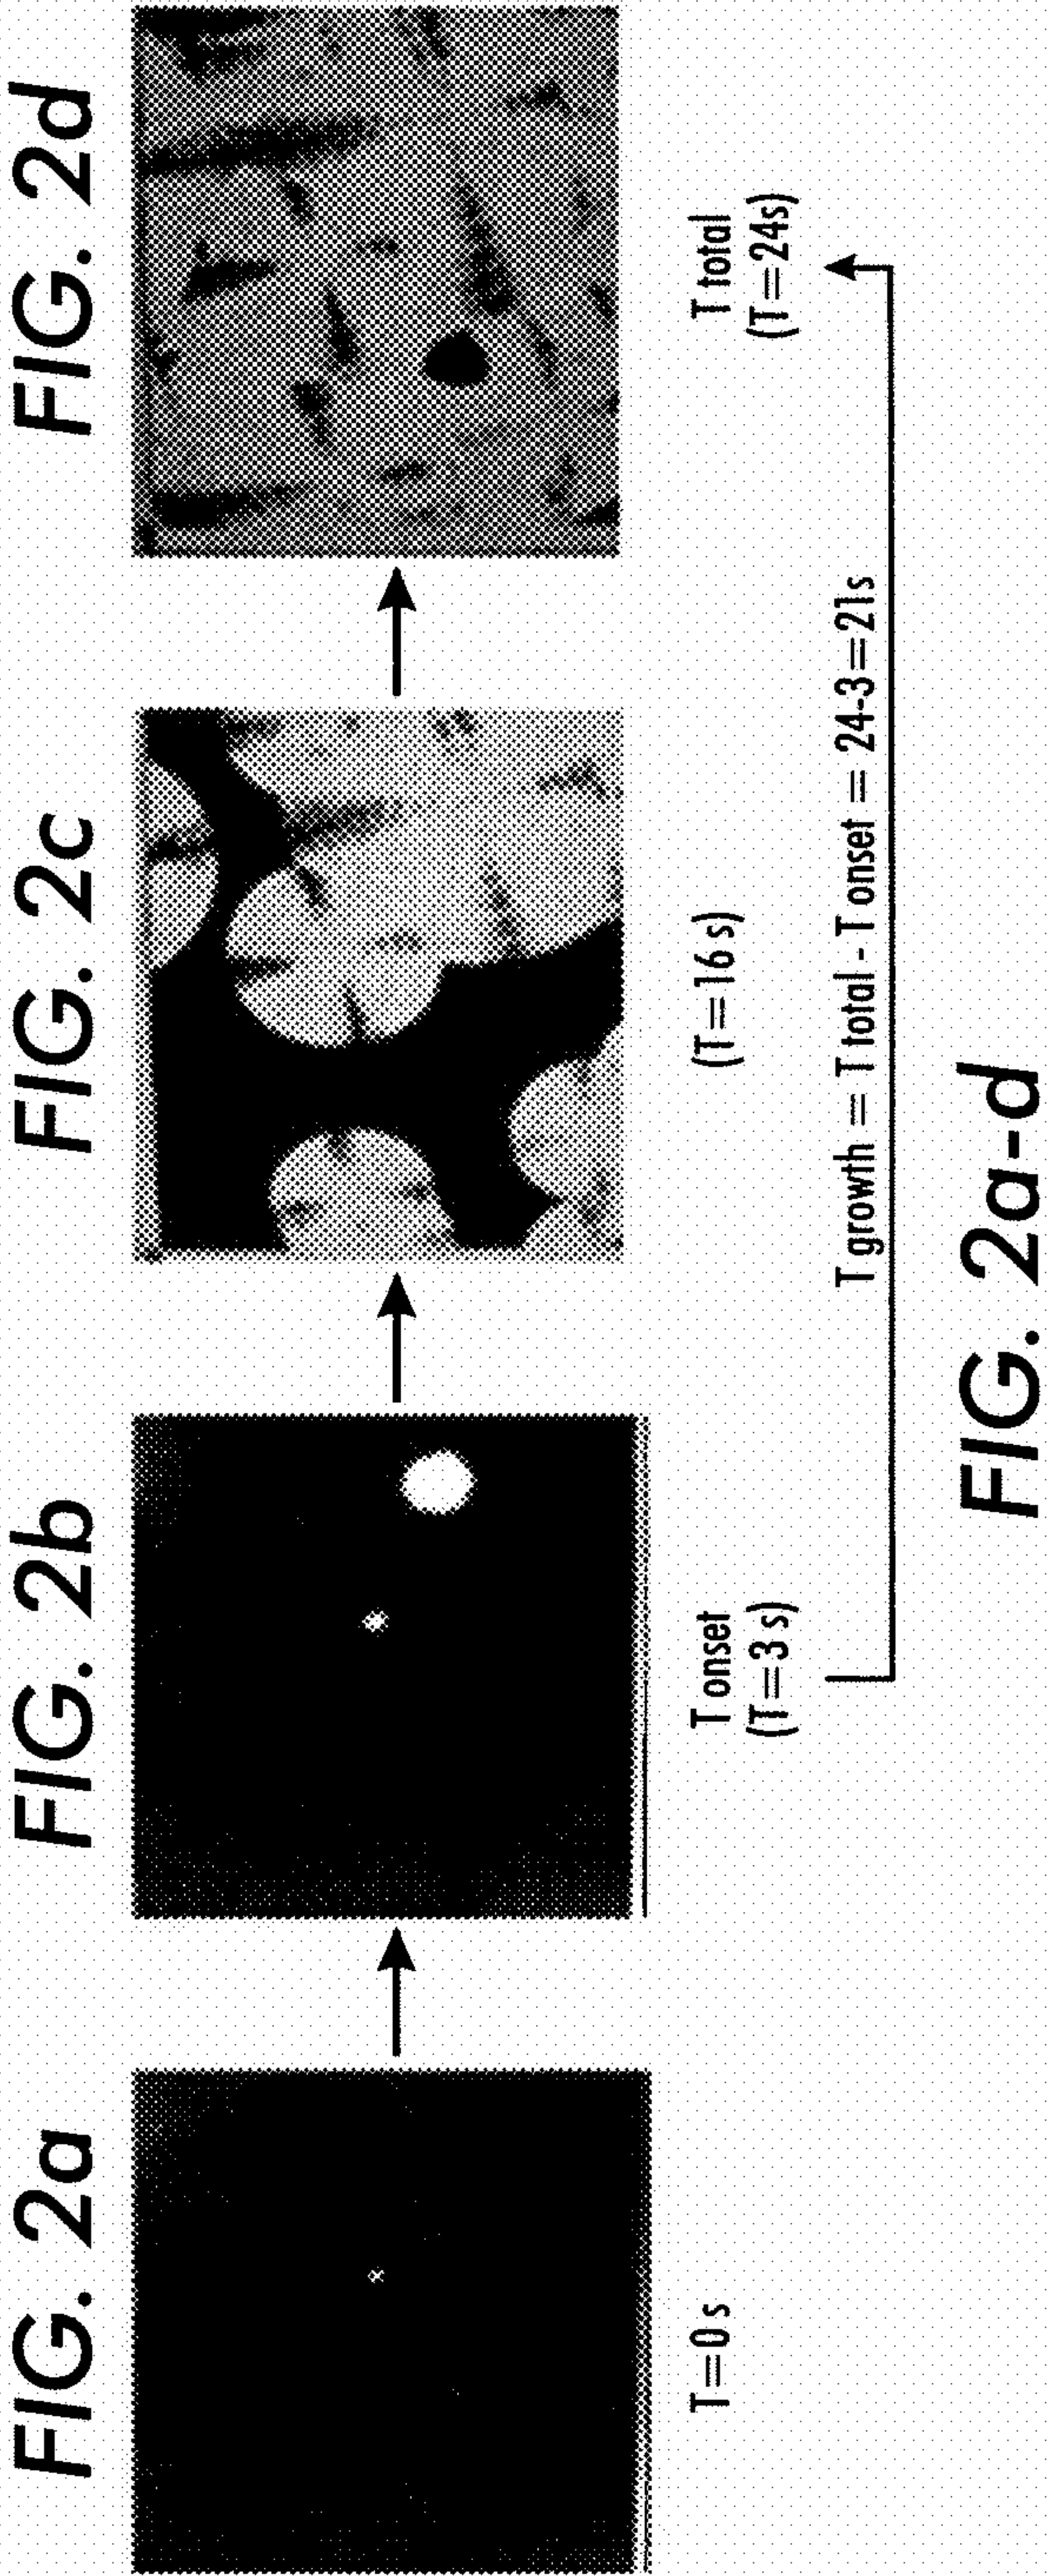 FIG. 2a
FIG. 2b
FIG. 2c
FIG. 2d
T=0 s
T onset
(T=3 s)
(T=16 s)
T total
(T=24s)
T growth = T total - T onset = 24-3=21s
FIG. 2a-d